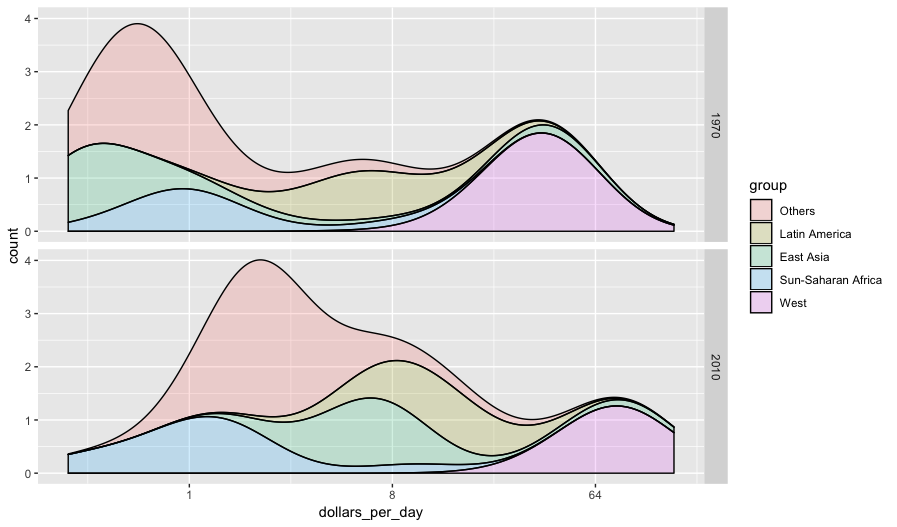 4
3
2
1
0
1970
count
4
3
2
1
0
2010
1 8 64
dollars_per_day
group
Others
Latin America
East Asia
Sun-Saharan Africa
West